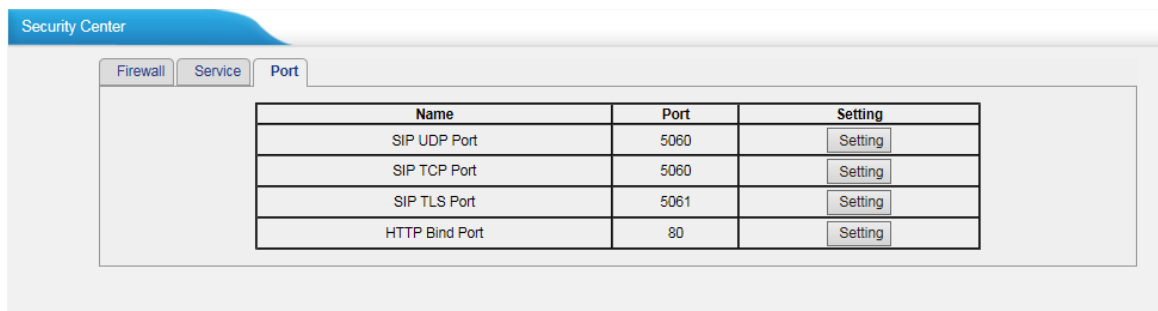 Security Center
Firewall Service Port
Name Port Setting
SIP UDP Port 5060 Setting
SIP TCP Port 5060 Setting
SIP TLS Port 5061 Setting
HTTP Bind Port 80 Setting